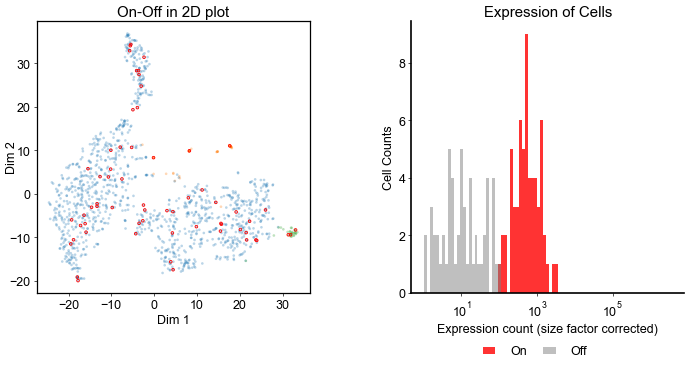 On-Off in 2D plot
Expression of Cells
Dim 2
30
20
10
0
−10
−20
−20 −10 0 10 20 30
Dim 1
Cell Counts
8
6
4
2
0
10^1 10^3 10^5
Expression count (size factor corrected)
On Off